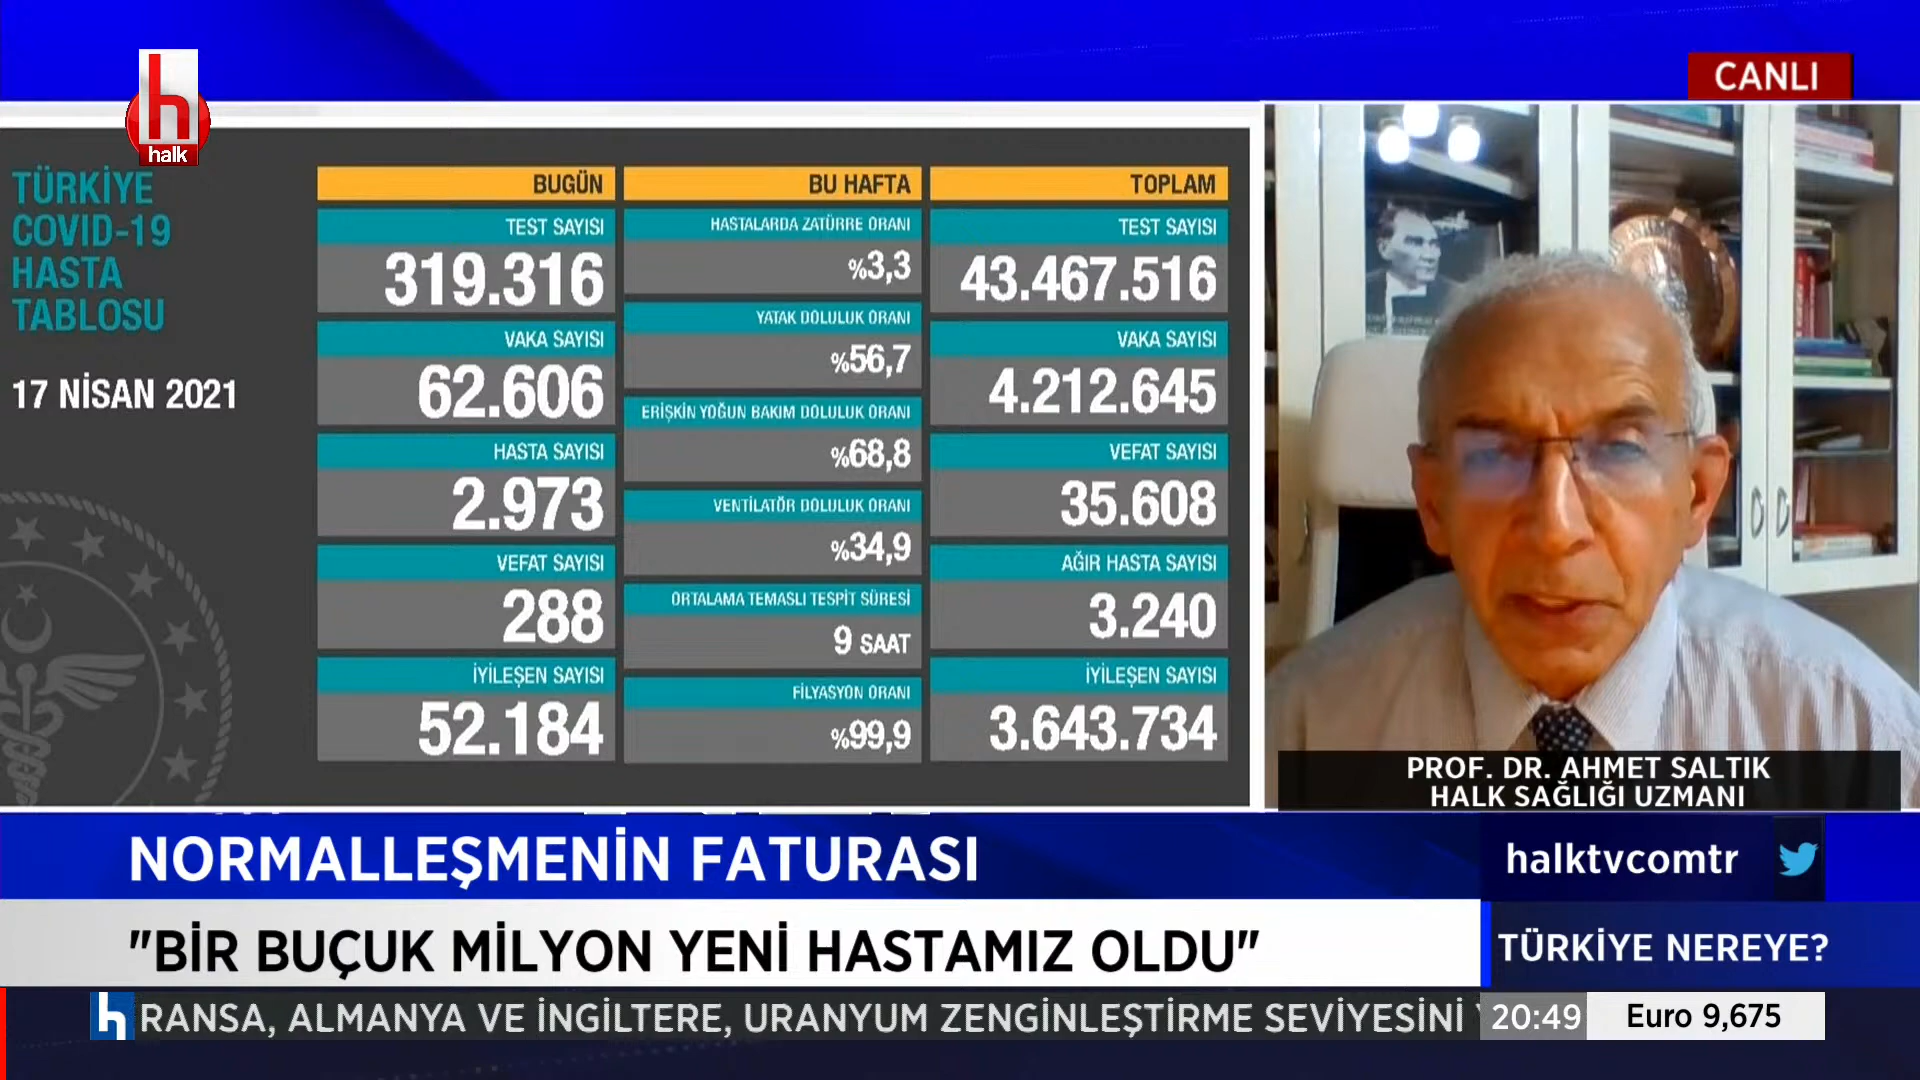 h
halk
CANLI
TÜRKİYE
COVID-19
HASTA
TABLOSU
17 NİSAN 2021
BUGÜN
TEST SAYISI
319.316
VAKA SAYISI
62.606
HASTA SAYISI
2.973
VEFAT SAYISI
288
İYİLEŞEN SAYISI
52.184
BU HAFTA
HASTALARDA ZATÜRRE ORANI
%3,3
YATAK DOLULUK ORANI
%56,7
ERİŞKİN YOĞUN BAKIM DOLULUK ORANI
%68,8
VENTİLATÖR DOLULUK ORANI
%34,9
ORTALAMA TEMASLI TESPİT SÜRESİ
9 SAAT
FİLYASYON ORANI
%99,9
TOPLAM
TEST SAYISI
43.467.516
VAKA SAYISI
4.212.645
VEFAT SAYISI
35.608
AĞIR HASTA SAYISI
3.240
İYİLEŞEN SAYISI
3.643.734
PROF. DR. AHMET SALTIK
HALK SAĞLIĞI UZMANI
NORMALLEŞMENİN FATURASI
halktvcomtr
"BİR BUÇUK MİLYON YENİ HASTAMIZ OLDU"
TÜRKİYE NEREYE?
h RANSA, ALMANYA VE İNGİLTERE, URANYUM ZENGİNLEŞTİRME SEVİYESİNİ
20:49
Euro 9,675